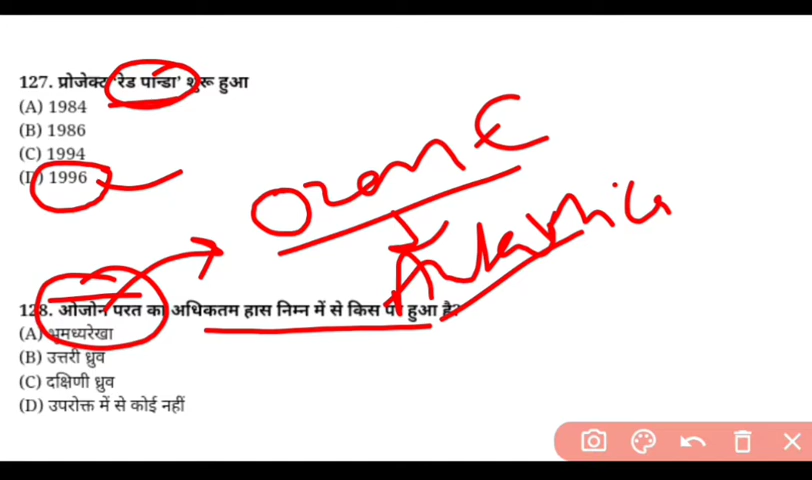 127. प्रोजेक्ट 'रेड पान्डा' शुरू हुआ
(A) 1984
(B) 1986
(C) 1994
(D) 1996
Ozone
128. ओजोन परत का अधिकतम हास निम्न में से किस पर हुआ है?
(A) भूमध्यरेखा
(B) उत्तरी ध्रुव
(C) दक्षिणी ध्रुव
(D) उपरोक्त में से कोई नहीं